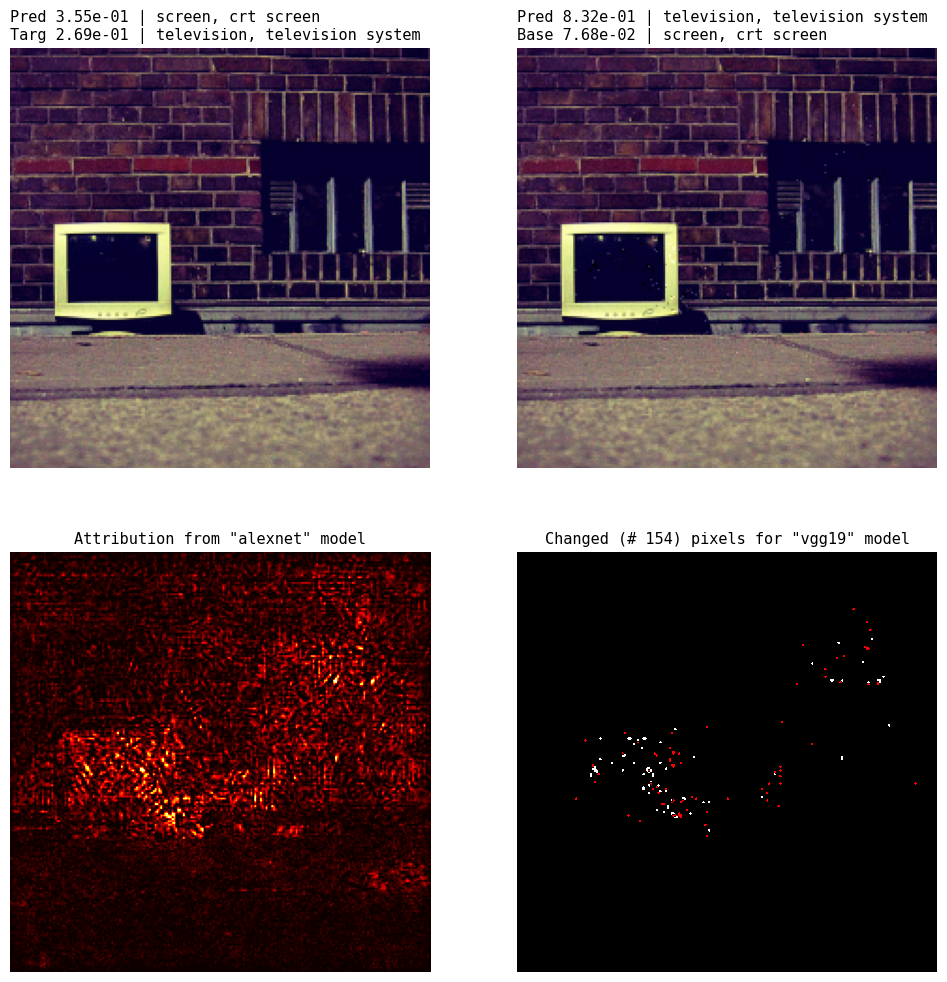 Pred 3.55e-01 | screen, crt screen
Targ 2.69e-01 | television, television system
Pred 8.32e-01 | television, television system
Base 7.68e-02 | screen, crt screen
Attribution from "alexnet" model
Changed (# 154) pixels for "vgg19" model